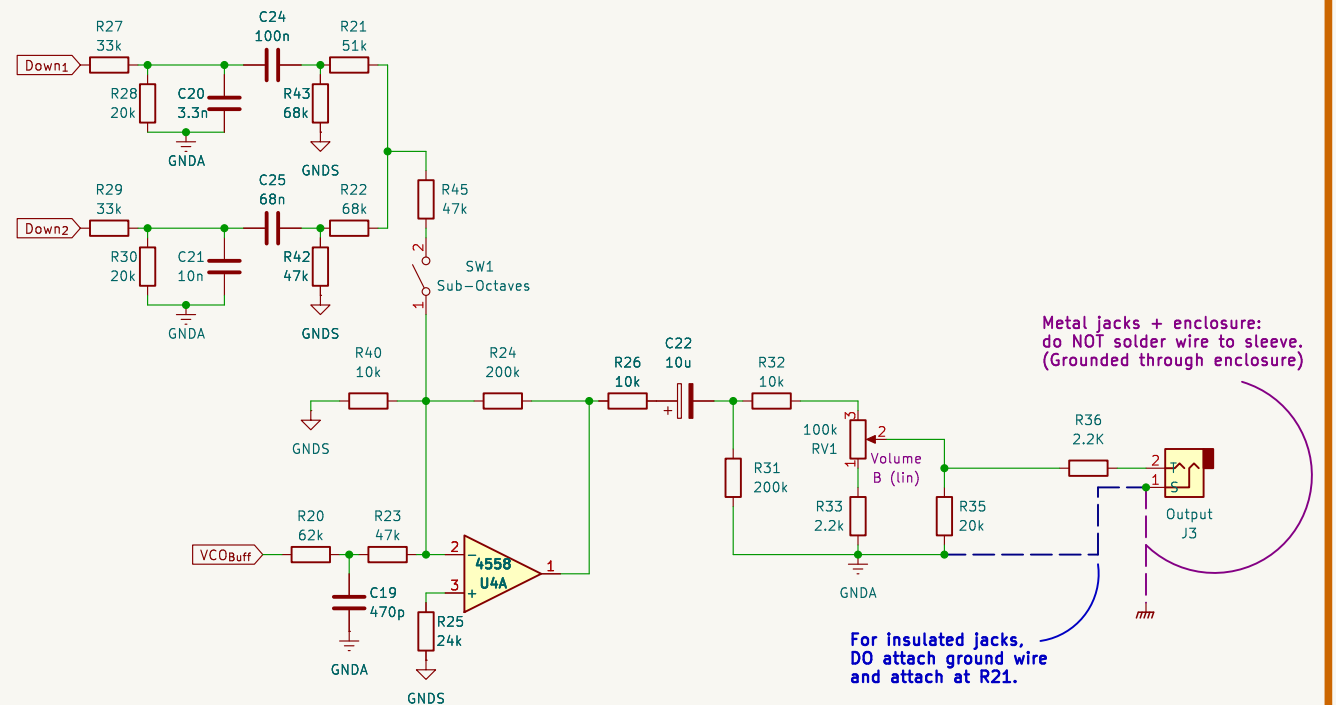 R27
33k
C24
100n
R21
51k
Down1
R28
20k
C20
3.3n
R43
68k
GNDA
GNDS
R29
33k
C25
68n
R22
68k
R45
47k
Down2
R30
20k
C21
10n
R42
47k
2
SW1
Sub-Octaves
1
GNDA
GNDS
Metal jacks + enclosure:
do NOT solder wire to sleeve.
(Grounded through enclosure)
R40
10k
R24
200k
R26
10k
C22
10u
+
R32
10k
GNDS
100k
RV1
3
2
1
Volume
B (lin)
R36
2.2K
2
T
1
S
Output
J3
R31
200k
R33
2.2k
R35
20k
R20
62k
R23
47k
VCOBuff
2
−
4558
U4A
1
3
+
C19
470p
R25
24k
GNDA
GNDA
GNDS
For insulated jacks,
DO attach ground wire
and attach at R21.